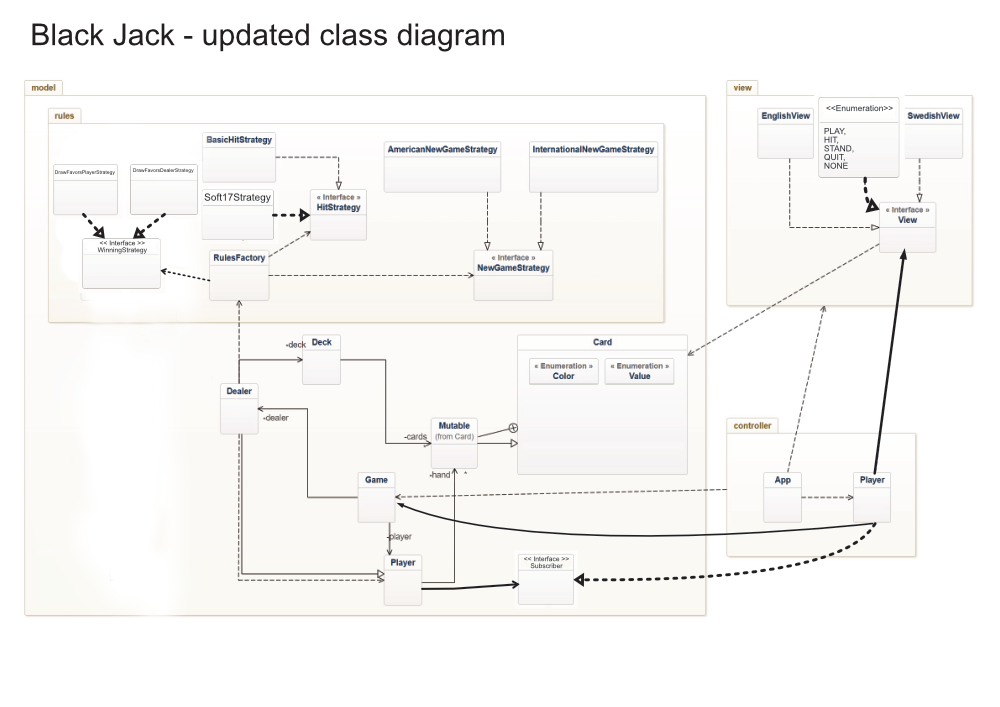 Black Jack - updated class diagram
model
rules
DrawFavorsPlayerStrategy
DrawFavorsDealerStrategy
BasicHitStrategy
Soft17Strategy
« Interface »
HitStrategy
AmericanNewGameStrategy
InternationalNewGameStrategy
<< Interface >>
WinningStrategy
RulesFactory
« Interface »
NewGameStrategy
-deck
Deck
Dealer
-dealer
Card
« Enumeration »
Color
« Enumeration »
Value
-cards
Mutable
(from Card)
-hand
*
Game
-player
Player
<< Interface >>
Subscriber
view
EnglishView
<<Enumeration>>
PLAY,
HIT,
STAND,
QUIT,
NONE
SwedishView
« Interface »
View
controller
App
Player